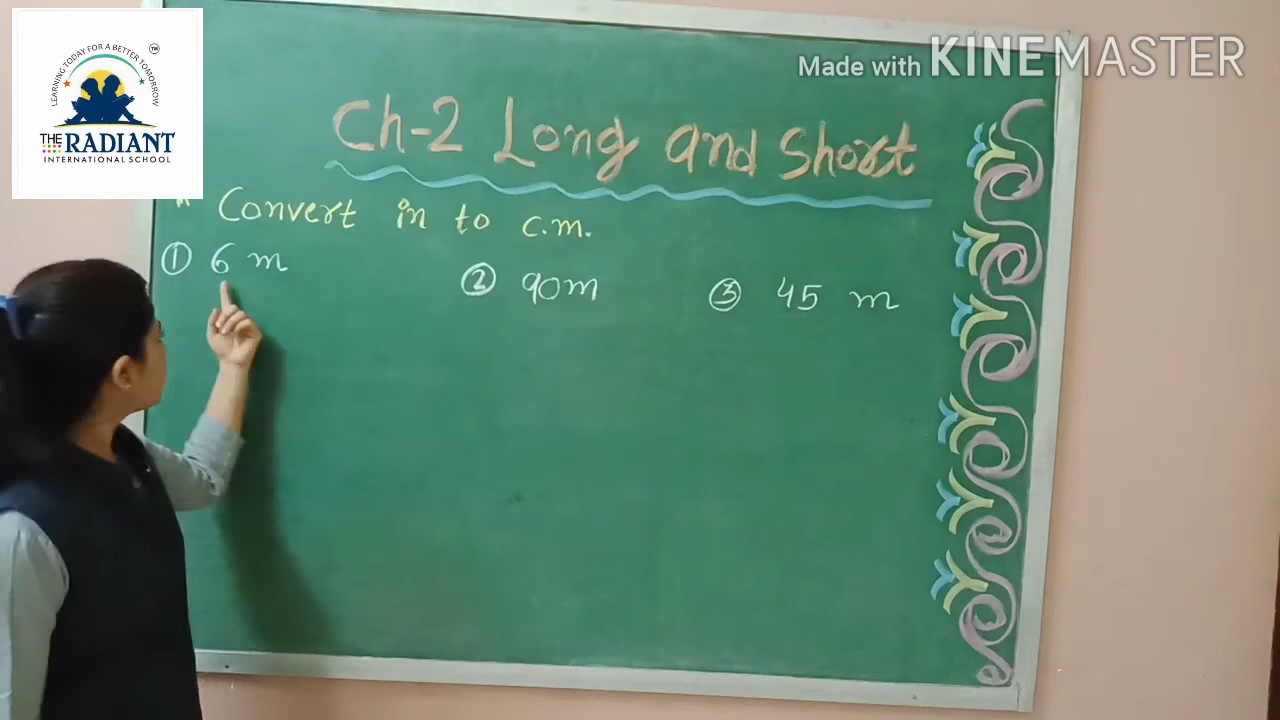 LEARNING TODAY FOR A BETTER TOMORROW
TM
THE RADIANT
INTERNATIONAL SCHOOL
Made with KINEMASTER
Ch-2 Long and Short
* Convert in to c.m.
① 6 m ② 90m ③ 45 m